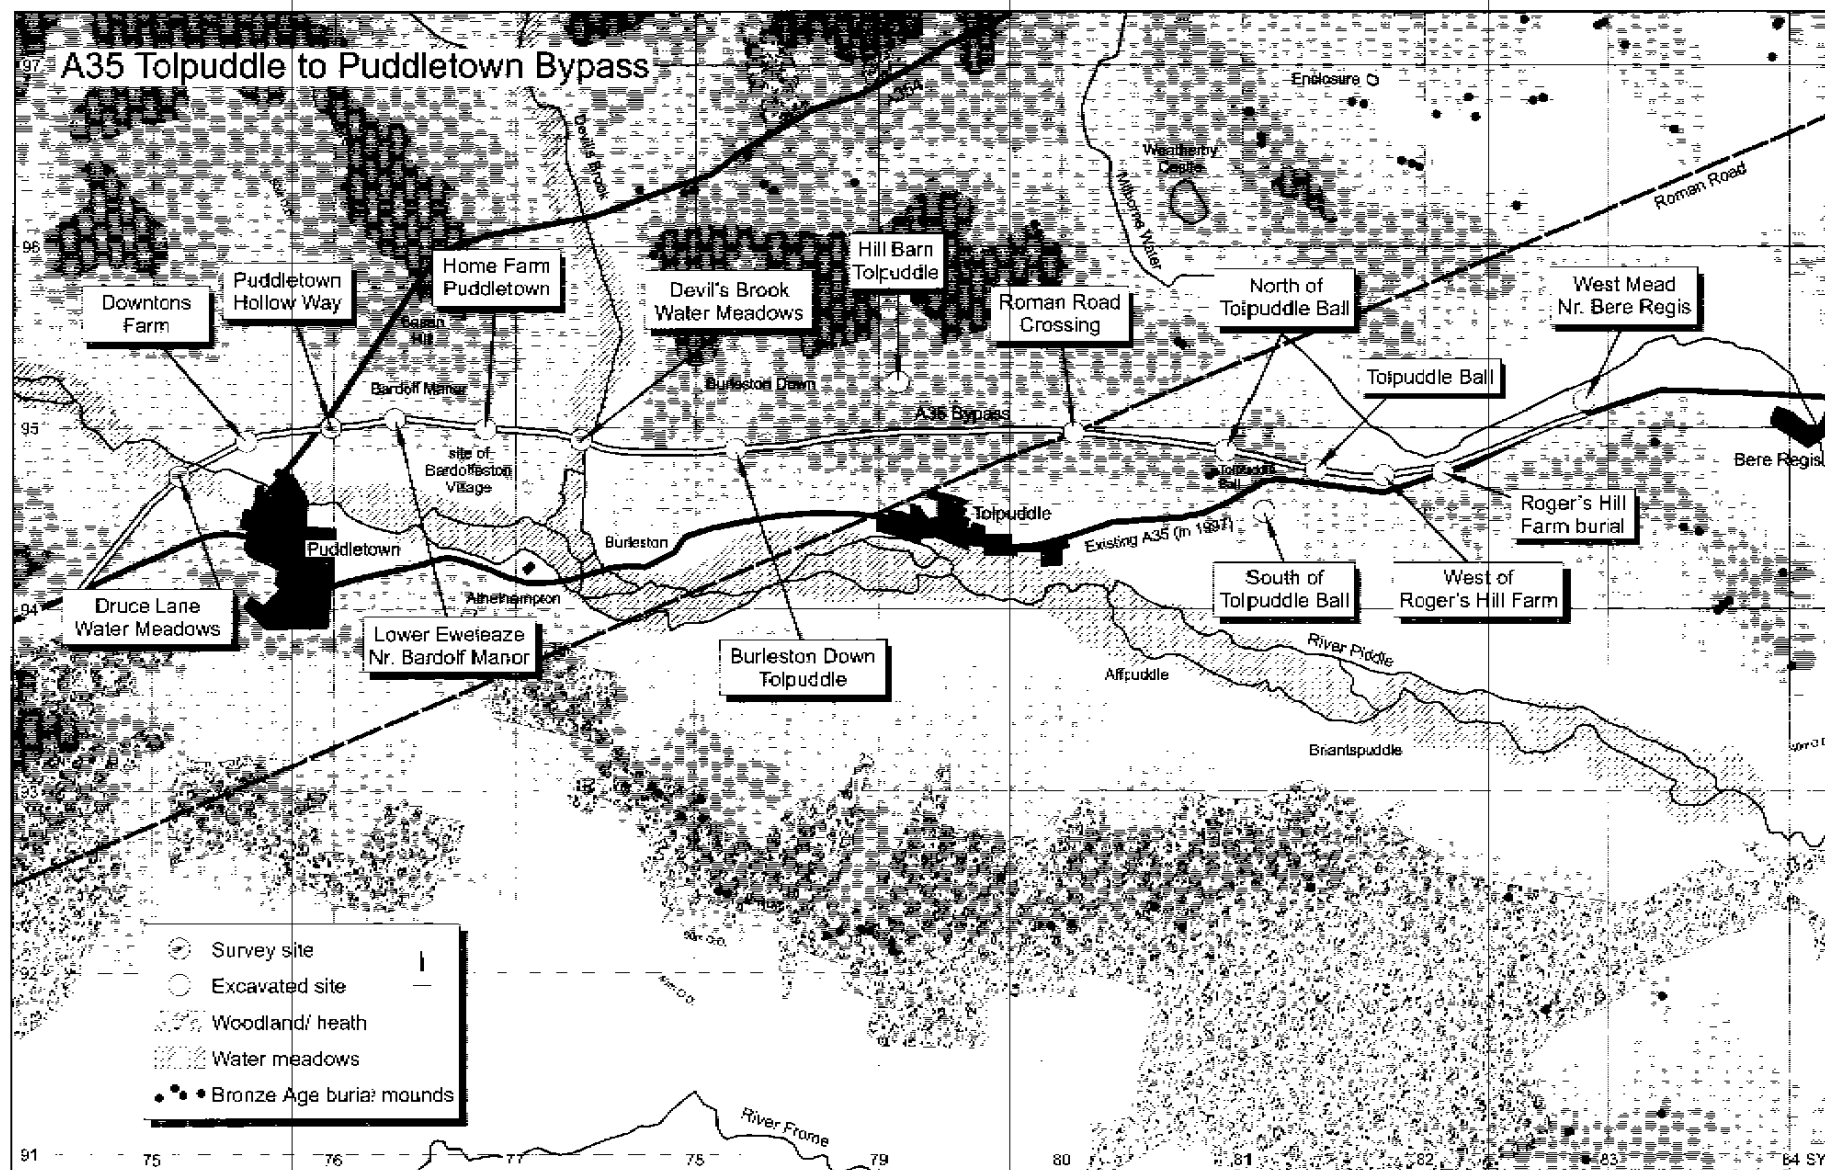 97
A35 Tolpuddle to Puddletown Bypass
A354
Devil's Brook
Enclosure
Weatherby
Castle
Milborne Water
Roman Road
96
Downtons
Farm
Puddletown
Hollow Way
Home Farm
Puddletown
Devil's Brook
Water Meadows
Hill Barn
Tolpuddle
Roman Road
Crossing
North of
Tolpuddle Ball
West Mead
Nr. Bere Regis
Hill
Bardolf Manor
Burleston Down
Tolpuddle Ball
A35 Bypass
95
site of
Bardolfeston
Village
Tolpuddle
Ball
Bere Regis
Roger's Hill
Farm burial
Puddletown
Burleston
Tolpuddle
Existing A35 (in 1997)
94
Druce Lane
Water Meadows
Athelhampton
Lower Eweleaze
Nr. Bardolf Manor
Burleston Down
Tolpuddle
South of
Tolpuddle Ball
West of
Roger's Hill Farm
River Piddle
Affpuddle
Briantspuddle
93
92
Survey site
Excavated site
Woodland/ heath
Water meadows
Bronze Age burial mounds
River Frome
91
75
76
77
78
79
80
81
82
83
84 SY